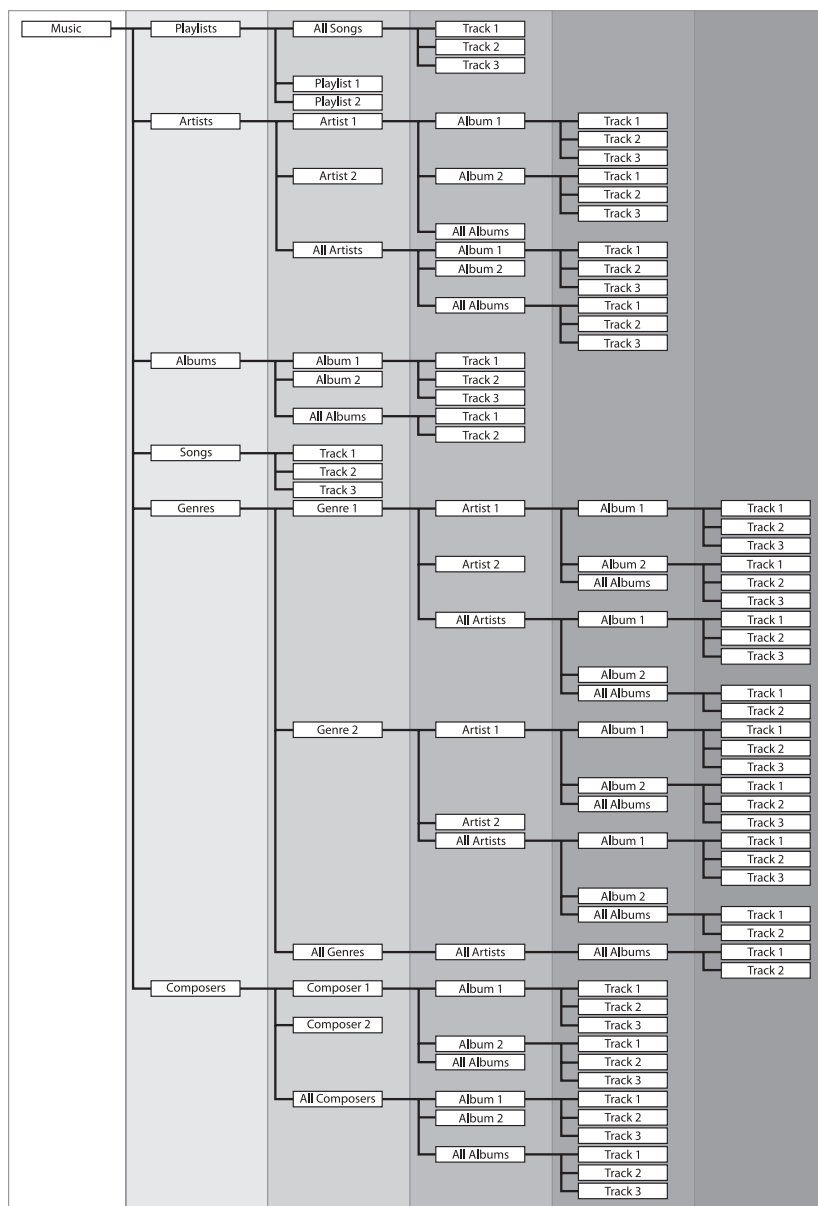 Music Playlists All Songs Track 1
Track 2
Track 3
Playlist 1
Playlist 2
Artists Artist 1 Album 1 Track 1
Track 2
Track 3
Artist 2 Album 2 Track 1
Track 2
Track 3
All Albums
All Artists Album 1 Track 1
Album 2 Track 2
Track 3
All Albums Track 1
Track 2
Track 3
Albums Album 1 Track 1
Album 2 Track 2
Track 3
All Albums Track 1
Track 2
Songs Track 1
Track 2
Track 3
Genres Genre 1 Artist 1 Album 1 Track 1
Track 2
Track 3
Artist 2 Album 2 Track 1
All Albums Track 2
Track 3
All Artists Album 1 Track 1
Track 2
Track 3
Album 2
All Albums Track 1
Track 2
Genre 2 Artist 1 Album 1 Track 1
Track 2
Track 3
Album 2 Track 1
All Albums Track 2
Artist 2 Track 3
All Artists Album 1 Track 1
Track 2
Track 3
Album 2
All Albums Track 1
Track 2
All Genres All Artists All Albums Track 1
Track 2
Composers Composer 1 Album 1 Track 1
Track 2
Composer 2 Track 3
Album 2 Track 1
All Albums Track 2
Track 3
All Composers Album 1 Track 1
Album 2 Track 2
Track 3
All Albums Track 1
Track 2
Track 3